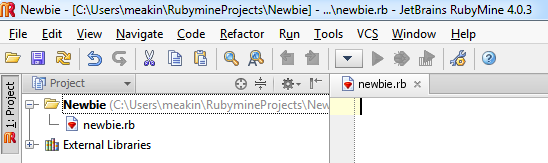 Newbie - [C:\Users\meakin\RubymineProjects\Newbie] - ...\newbie.rb - JetBrains RubyMine 4.0.3
File Edit View Navigate Code Refactor Run Tools VCS Window Help
1: Project
Project
newbie.rb
Newbie (C:\Users\meakin\RubymineProjects\New
newbie.rb
External Libraries